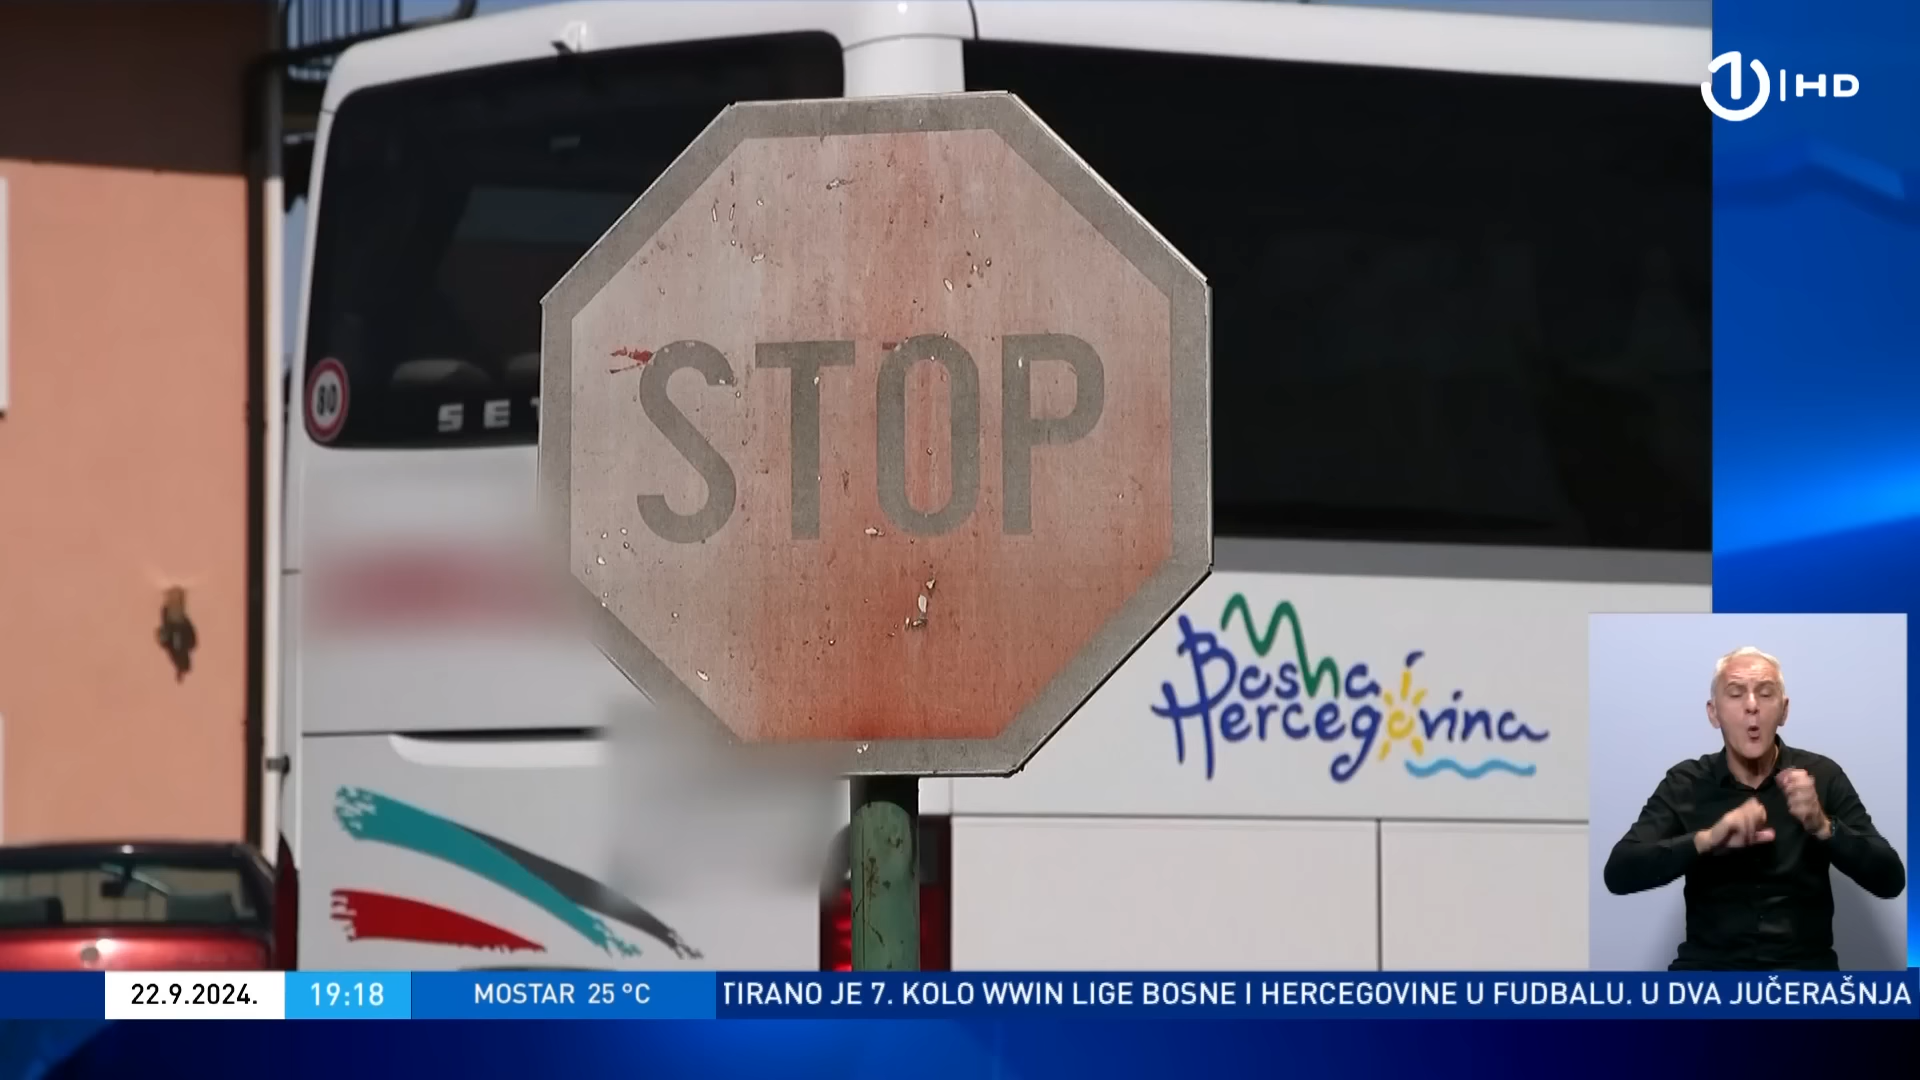 1 HD
STOP
80
SET
Bosna i
Hercegovina
22.9.2024.
19:18
MOSTAR 25 °C
TIRANO JE 7. KOLO WWIN LIGE BOSNE I HERCEGOVINE U FUDBALU. U DVA JUČERAŠNJA